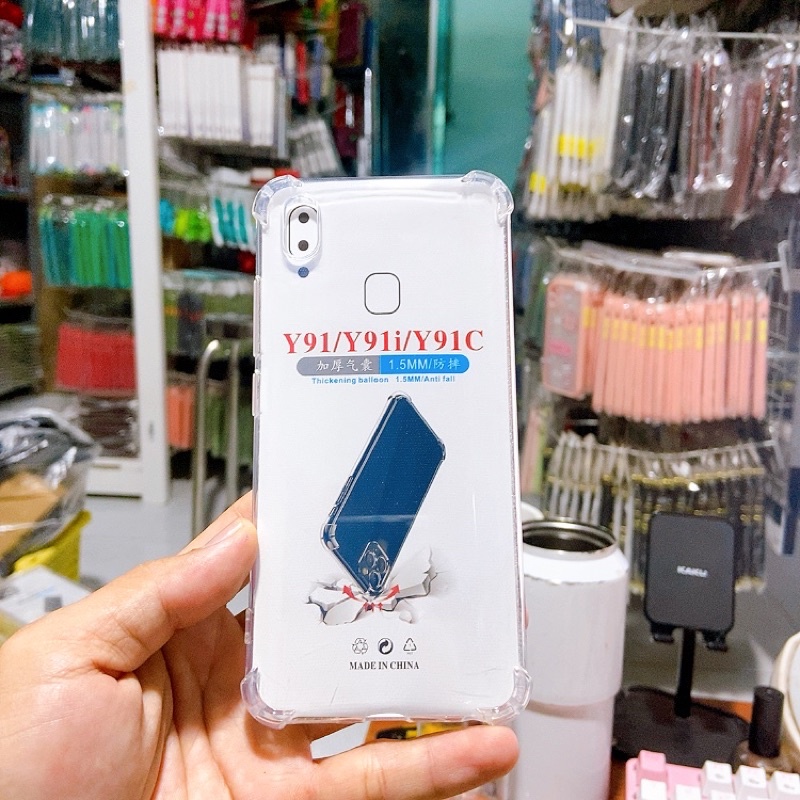 Y91/Y91i/Y91C
加厚气囊 1.5MM/防摔
Thickening balloon 1.5MM/Anti fall
MADE IN CHINA
KAKU